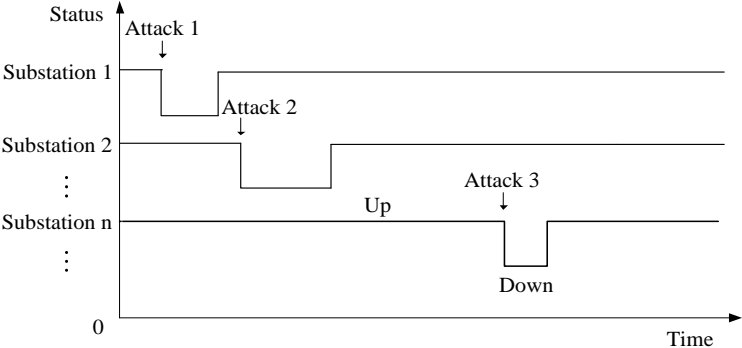 Status
Attack 1
Substation 1
Attack 2
Substation 2
⋮
Attack 3
Up
Substation n
⋮
Down
0
Time